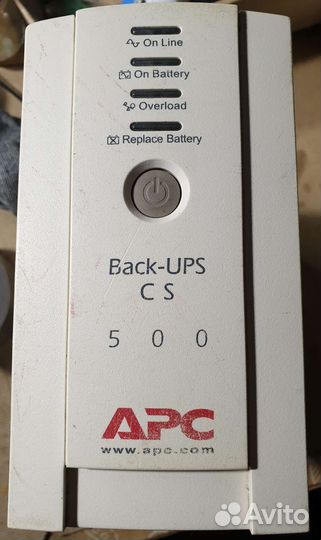 On Line
On Battery
Overload
Replace Battery
Back-UPS
CS
500
APC
www.apc.com
Avito